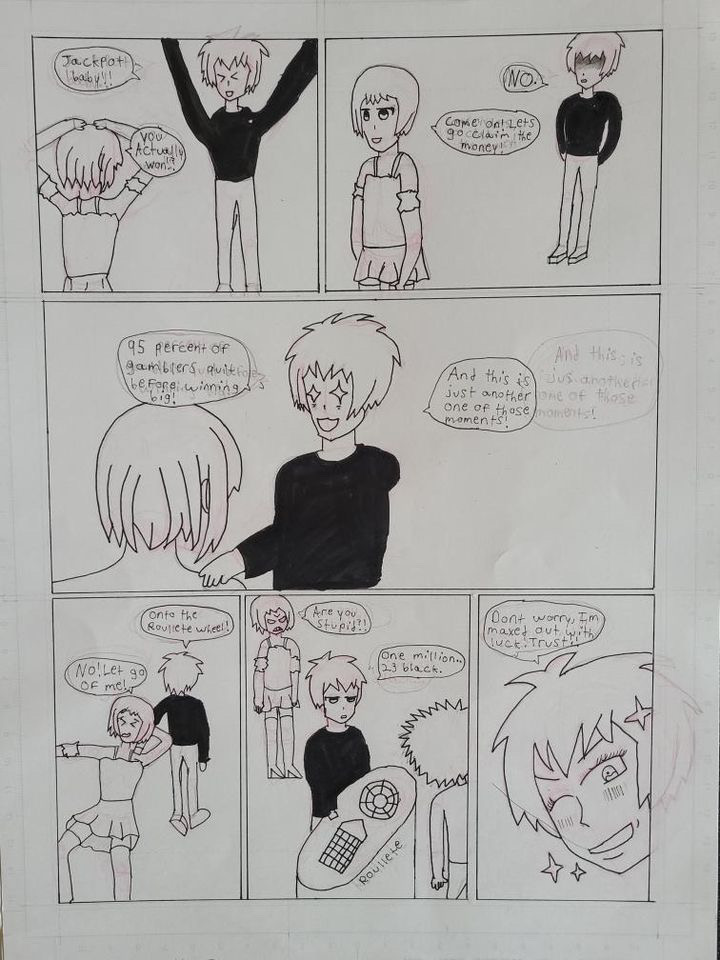 Jackpot!
baby!!!
YOU
Actually
won!?
NO.
Come on! Lets
go claim the
money!
95 percent of
gamblers quit
before winning
big!
And this is
just another
one of those
moments!
And this is
just another
one of those
moments!
Onto the
Roullete wheel!
NO! Let go
OF me!
Are you
Stupid?!
One million..
23 black.
ROUllete
Dont worry, Im
maxed out with
luck. Trust!!